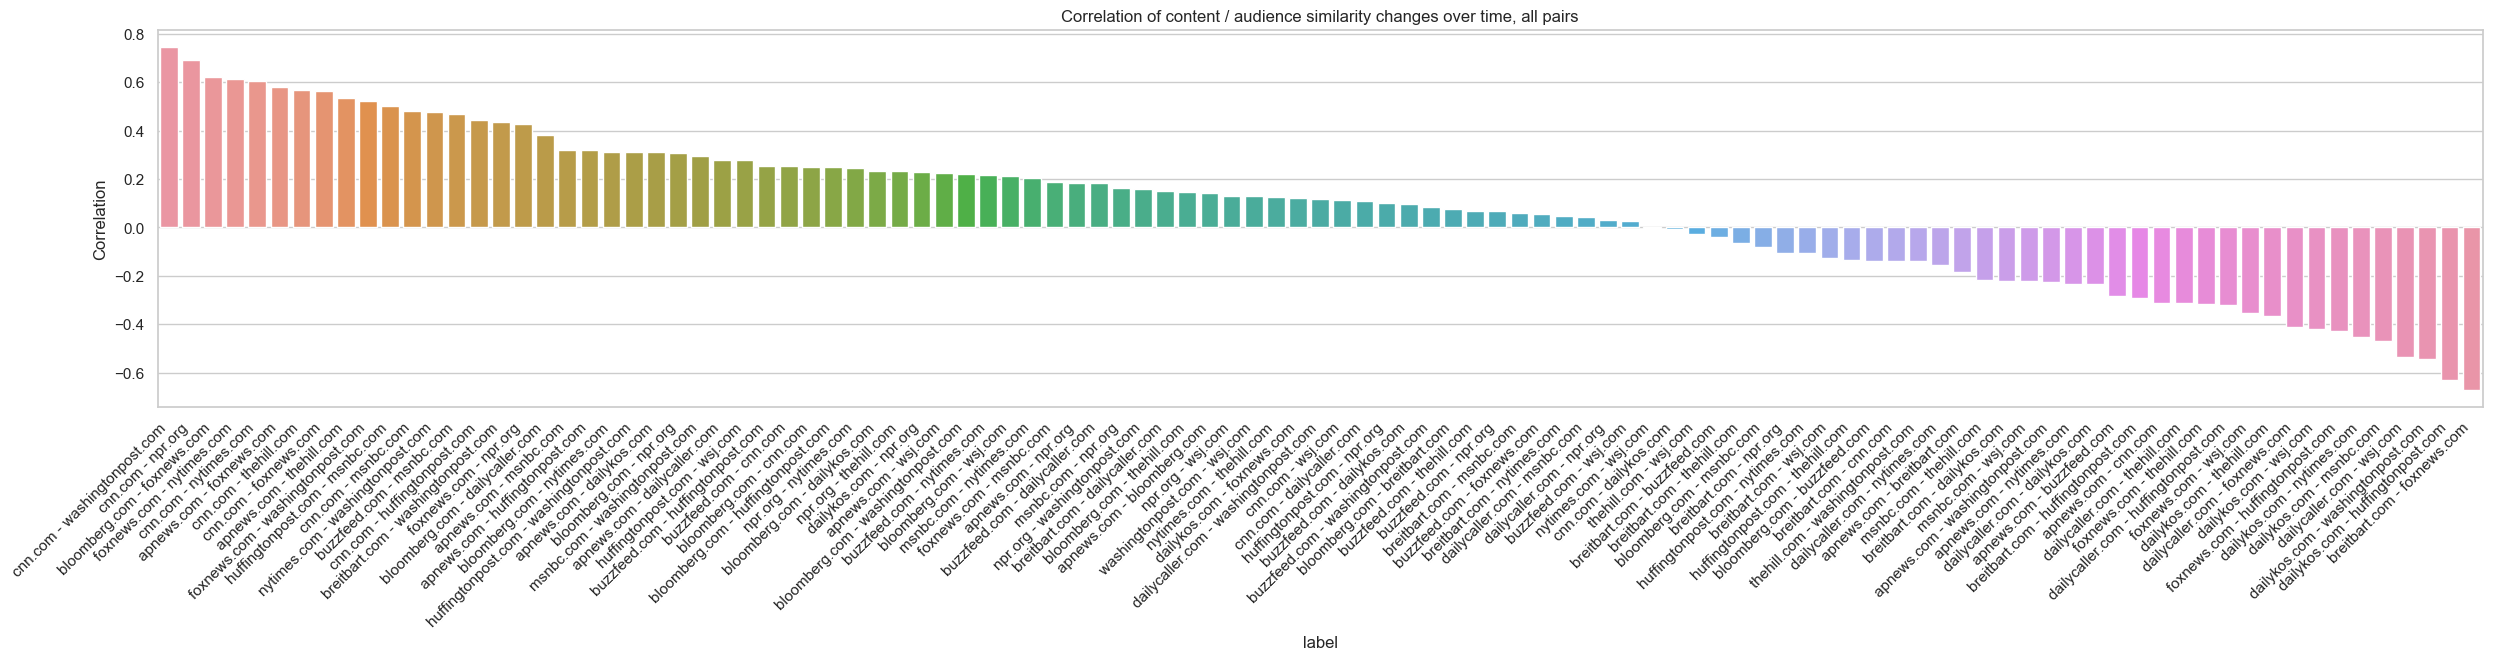 Correlation of content / audience similarity changes over time, all pairs
Correlation
0.8
0.6
0.4
0.2
0.0
−0.2
−0.4
−0.6
cnn.com - washingtonpost.com
cnn.com - npr.org
bloomberg.com - nytimes.com
foxnews.com - nytimes.com
apnews.com - foxnews.com
cnn.com - thehill.com
cnn.com - foxnews.com
apnews.com - thehill.com
foxnews.com - washingtonpost.com
huffingtonpost.com - msnbc.com
cnn.com - msnbc.com
nytimes.com - washingtonpost.com
buzzfeed.com - huffingtonpost.com
breitbart.com - washingtonpost.com
foxnews.com - npr.org
bloomberg.com - dailycaller.com
apnews.com - msnbc.com
apnews.com - huffingtonpost.com
huffingtonpost.com - washingtonpost.com
bloomberg.com - npr.org
apnews.com - washingtonpost.com
apnews.com - dailycaller.com
huffingtonpost.com - wsj.com
buzzfeed.com - huffingtonpost.com
buzzfeed.com - cnn.com
bloomberg.com - cnn.com
bloomberg.com - huffingtonpost.com
npr.org - nytimes.com
bloomberg.com - dailykos.com
npr.org - thehill.com
dailykos.com - npr.org
apnews.com - wsj.com
bloomberg.com - washingtonpost.com
buzzfeed.com - nytimes.com
bloomberg.com - wsj.com
msnbc.com - nytimes.com
foxnews.com - msnbc.com
apnews.com - npr.org
buzzfeed.com - dailycaller.com
msnbc.com - npr.org
npr.org - washingtonpost.com
breitbart.com - dailycaller.com
bloomberg.com - thehill.com
apnews.com - bloomberg.com
npr.org - wsj.com
washingtonpost.com - wsj.com
nytimes.com - thehill.com
dailykos.com - foxnews.com
dailycaller.com - washingtonpost.com
cnn.com - wsj.com
cnn.com - dailycaller.com
huffingtonpost.com - npr.org
buzzfeed.com - dailykos.com
buzzfeed.com - washingtonpost.com
bloomberg.com - breitbart.com
buzzfeed.com - thehill.com
buzzfeed.com - npr.org
breitbart.com - msnbc.com
buzzfeed.com - foxnews.com
breitbart.com - nytimes.com
dailycaller.com - msnbc.com
dailycaller.com - npr.org
buzzfeed.com - wsj.com
nytimes.com - wsj.com
cnn.com - dailykos.com
thehill.com - wsj.com
breitbart.com - buzzfeed.com
breitbart.com - thehill.com
bloomberg.com - msnbc.com
breitbart.com - npr.org
huffingtonpost.com - nytimes.com
breitbart.com - wsj.com
huffingtonpost.com - thehill.com
bloomberg.com - buzzfeed.com
breitbart.com - cnn.com
thehill.com - washingtonpost.com
dailycaller.com - nytimes.com
apnews.com - breitbart.com
msnbc.com - thehill.com
breitbart.com - dailykos.com
msnbc.com - wsj.com
apnews.com - washingtonpost.com
apnews.com - nytimes.com
dailycaller.com - dailykos.com
apnews.com - buzzfeed.com
breitbart.com - huffingtonpost.com
apnews.com - cnn.com
dailycaller.com - thehill.com
foxnews.com - thehill.com
dailycaller.com - huffingtonpost.com
foxnews.com - wsj.com
dailykos.com - thehill.com
dailycaller.com - foxnews.com
dailykos.com - wsj.com
foxnews.com - huffingtonpost.com
dailykos.com - nytimes.com
dailykos.com - msnbc.com
dailycaller.com - wsj.com
dailykos.com - washingtonpost.com
dailykos.com - huffingtonpost.com
breitbart.com - foxnews.com
label